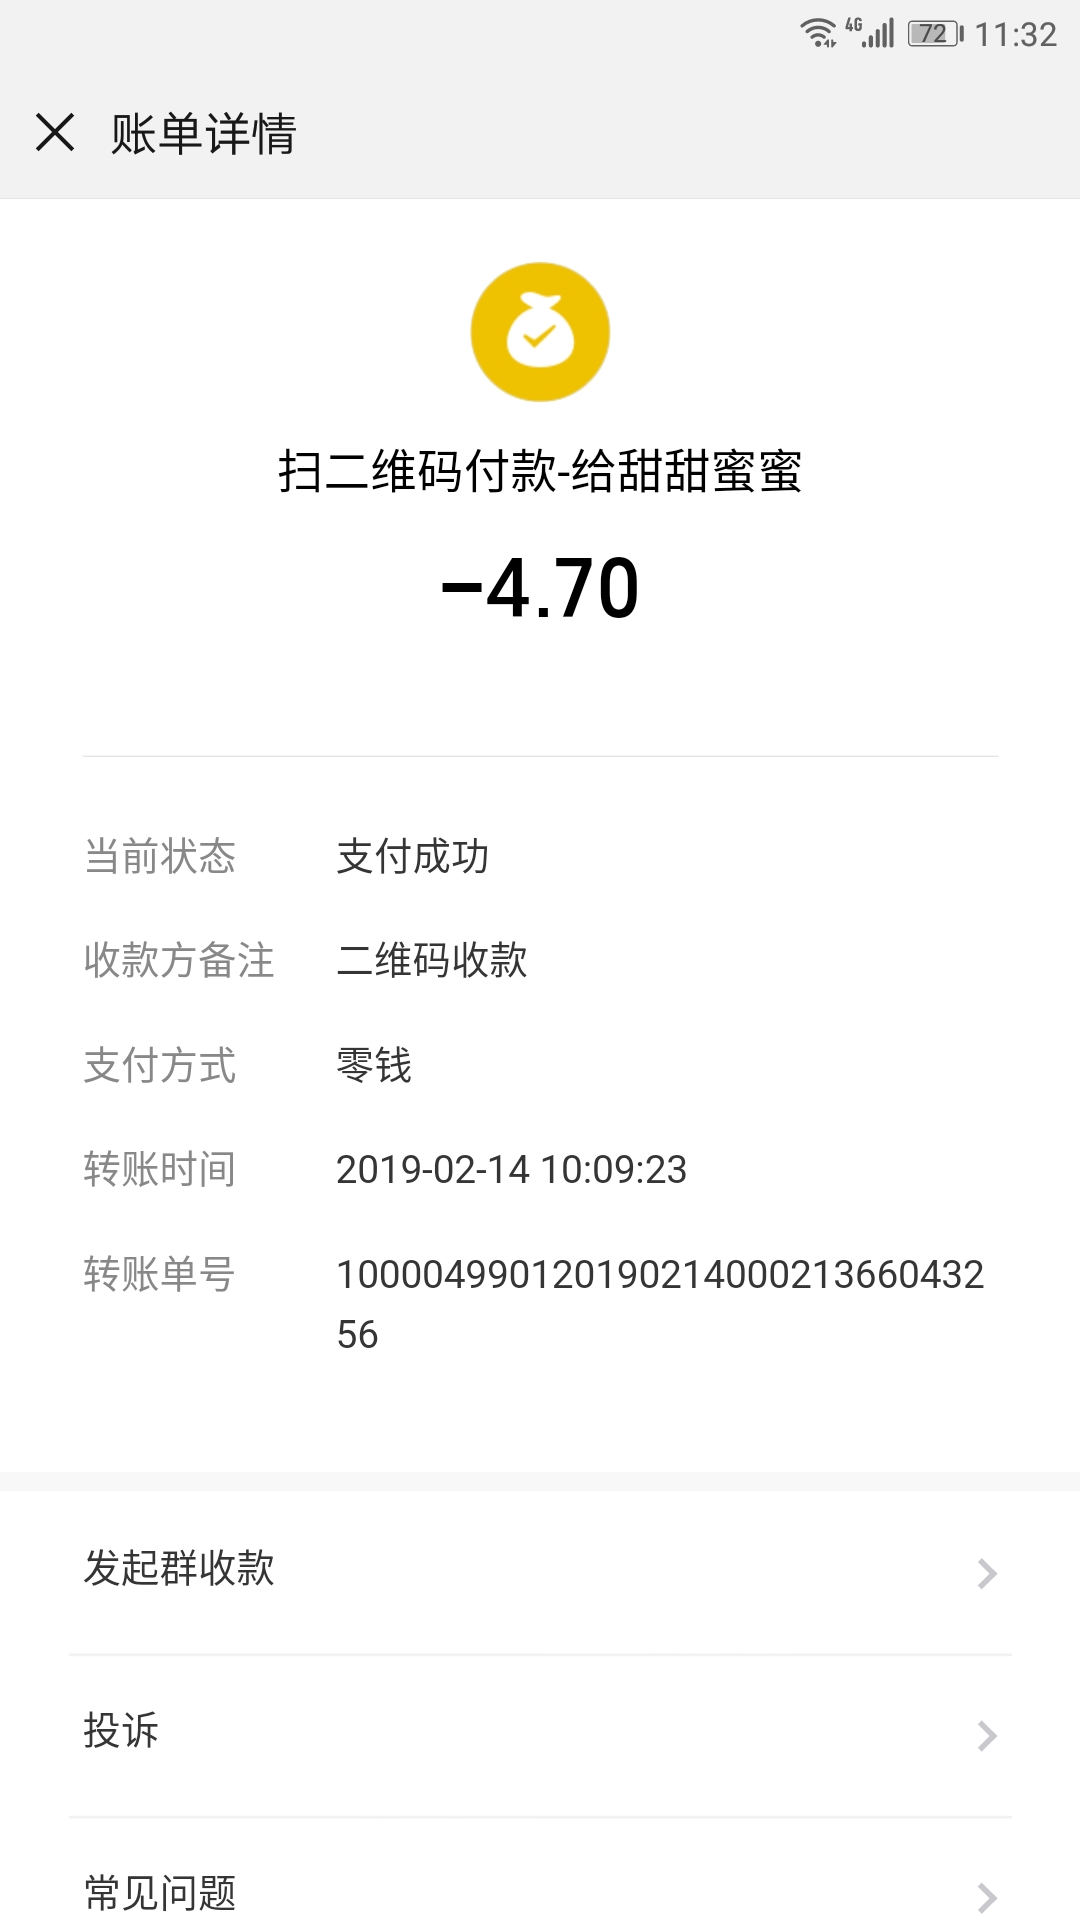 4G 72 11:32
账单详情
扫二维码付款-给甜甜蜜蜜
-4.70
当前状态 支付成功
收款方备注 二维码收款
支付方式 零钱
转账时间 2019-02-14 10:09:23
转账单号 100004990120190214000213660432
56
发起群收款
投诉
常见问题